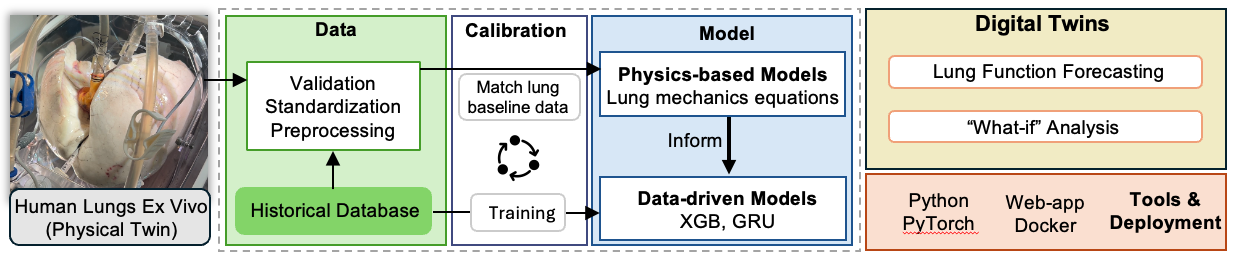 Human Lungs Ex Vivo
(Physical Twin)
Data
Validation
Standardization
Preprocessing
Historical Database
Calibration
Match lung
baseline data
Training
Model
Physics-based Models
Lung mechanics equations
Inform
Data-driven Models
XGB, GRU
Digital Twins
Lung Function Forecasting
“What-if” Analysis
Python
PyTorch
Web-app
Docker
Tools &
Deployment